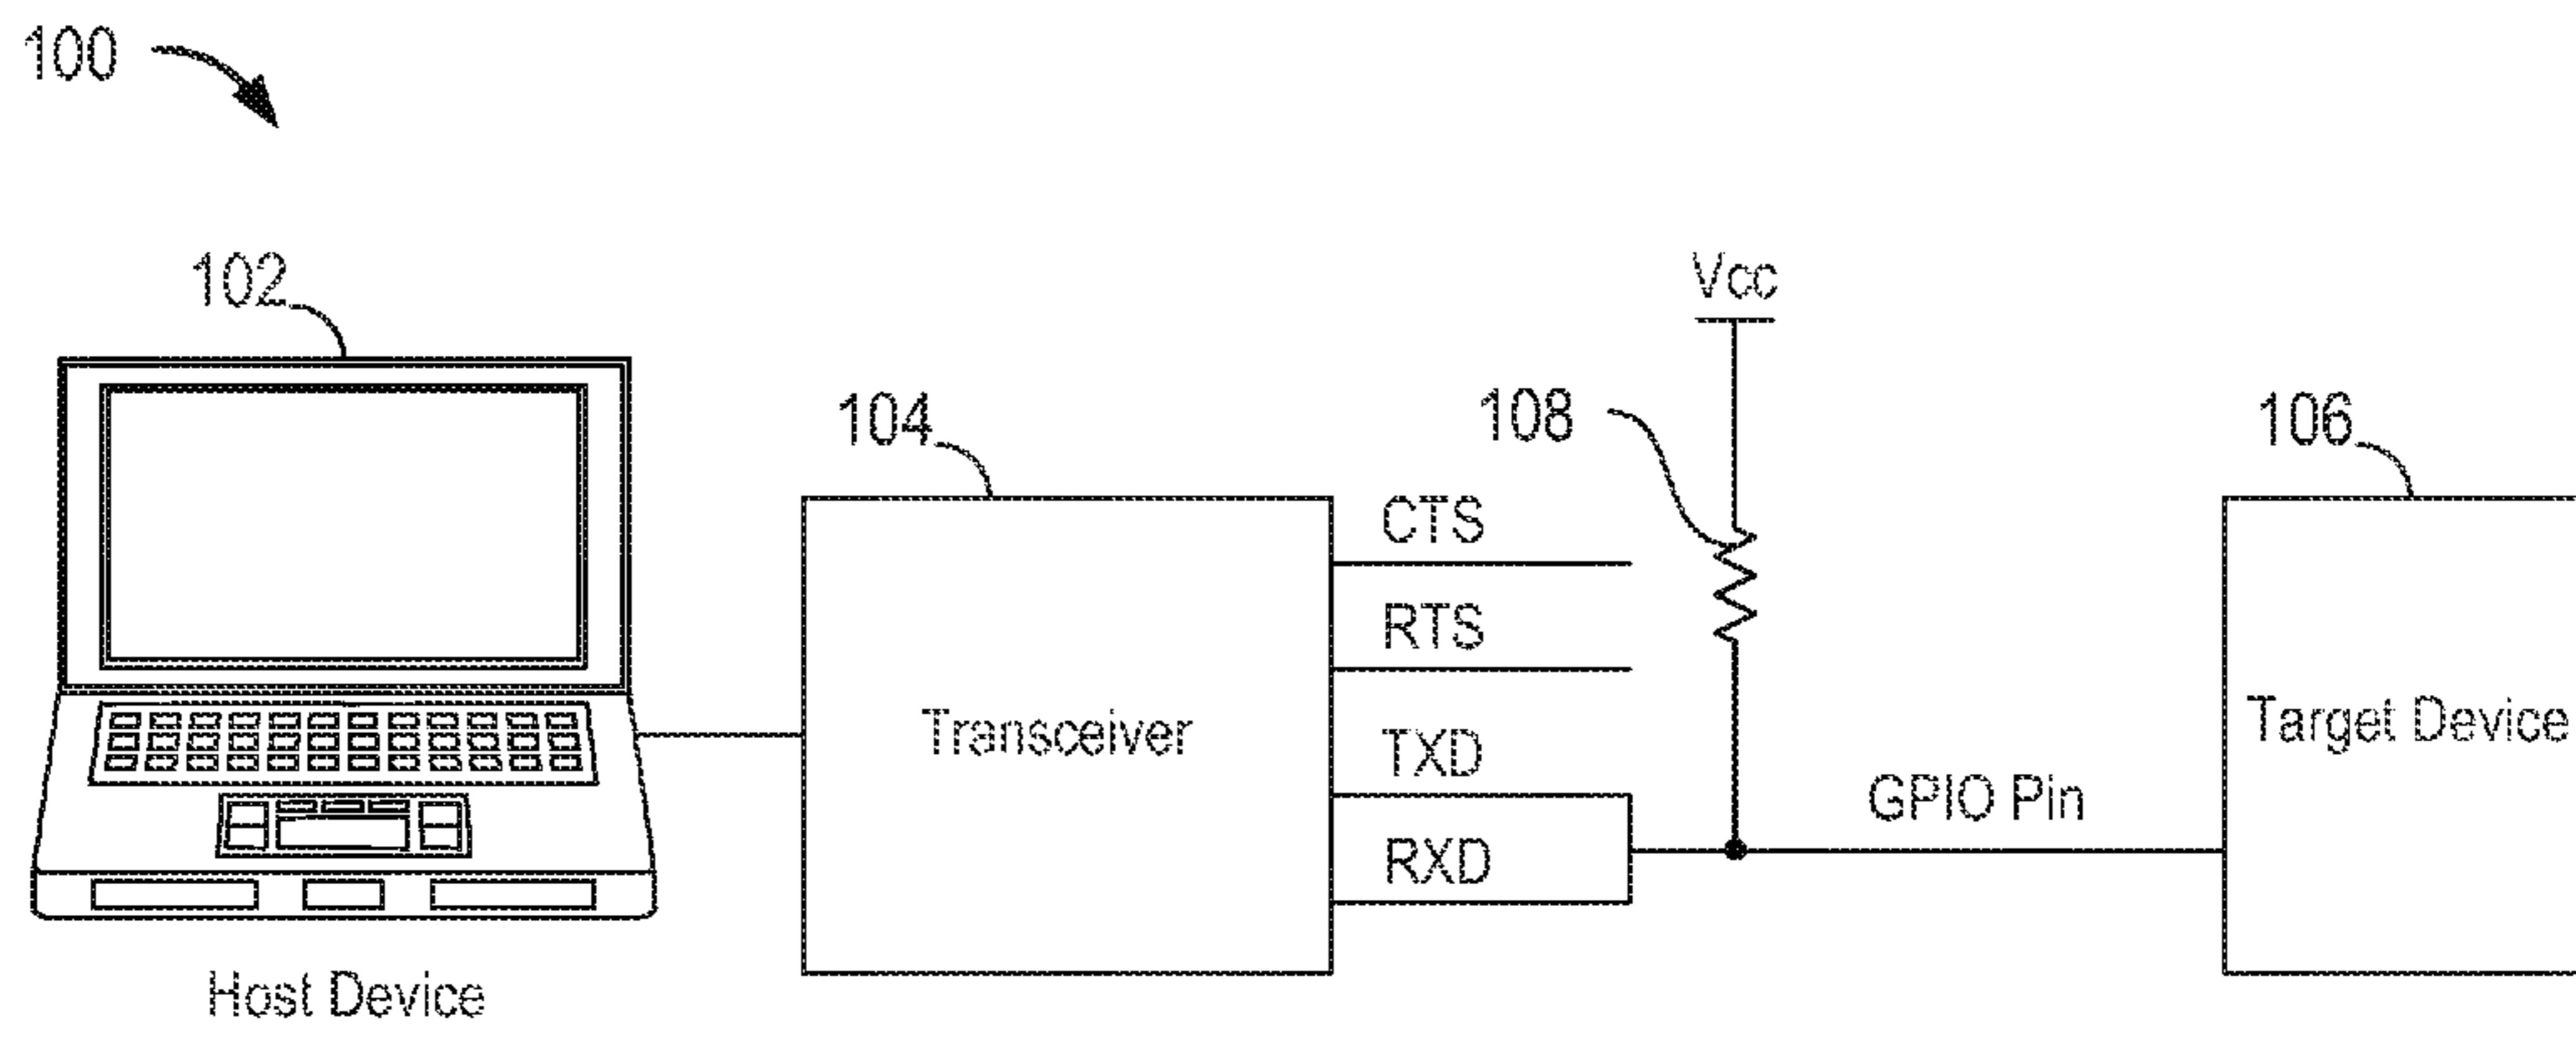 100
102
Vcc
104
108
106
CTS
RTS
Transceiver
TXD
Target Device
GPIO Pin
RXD
Host Device